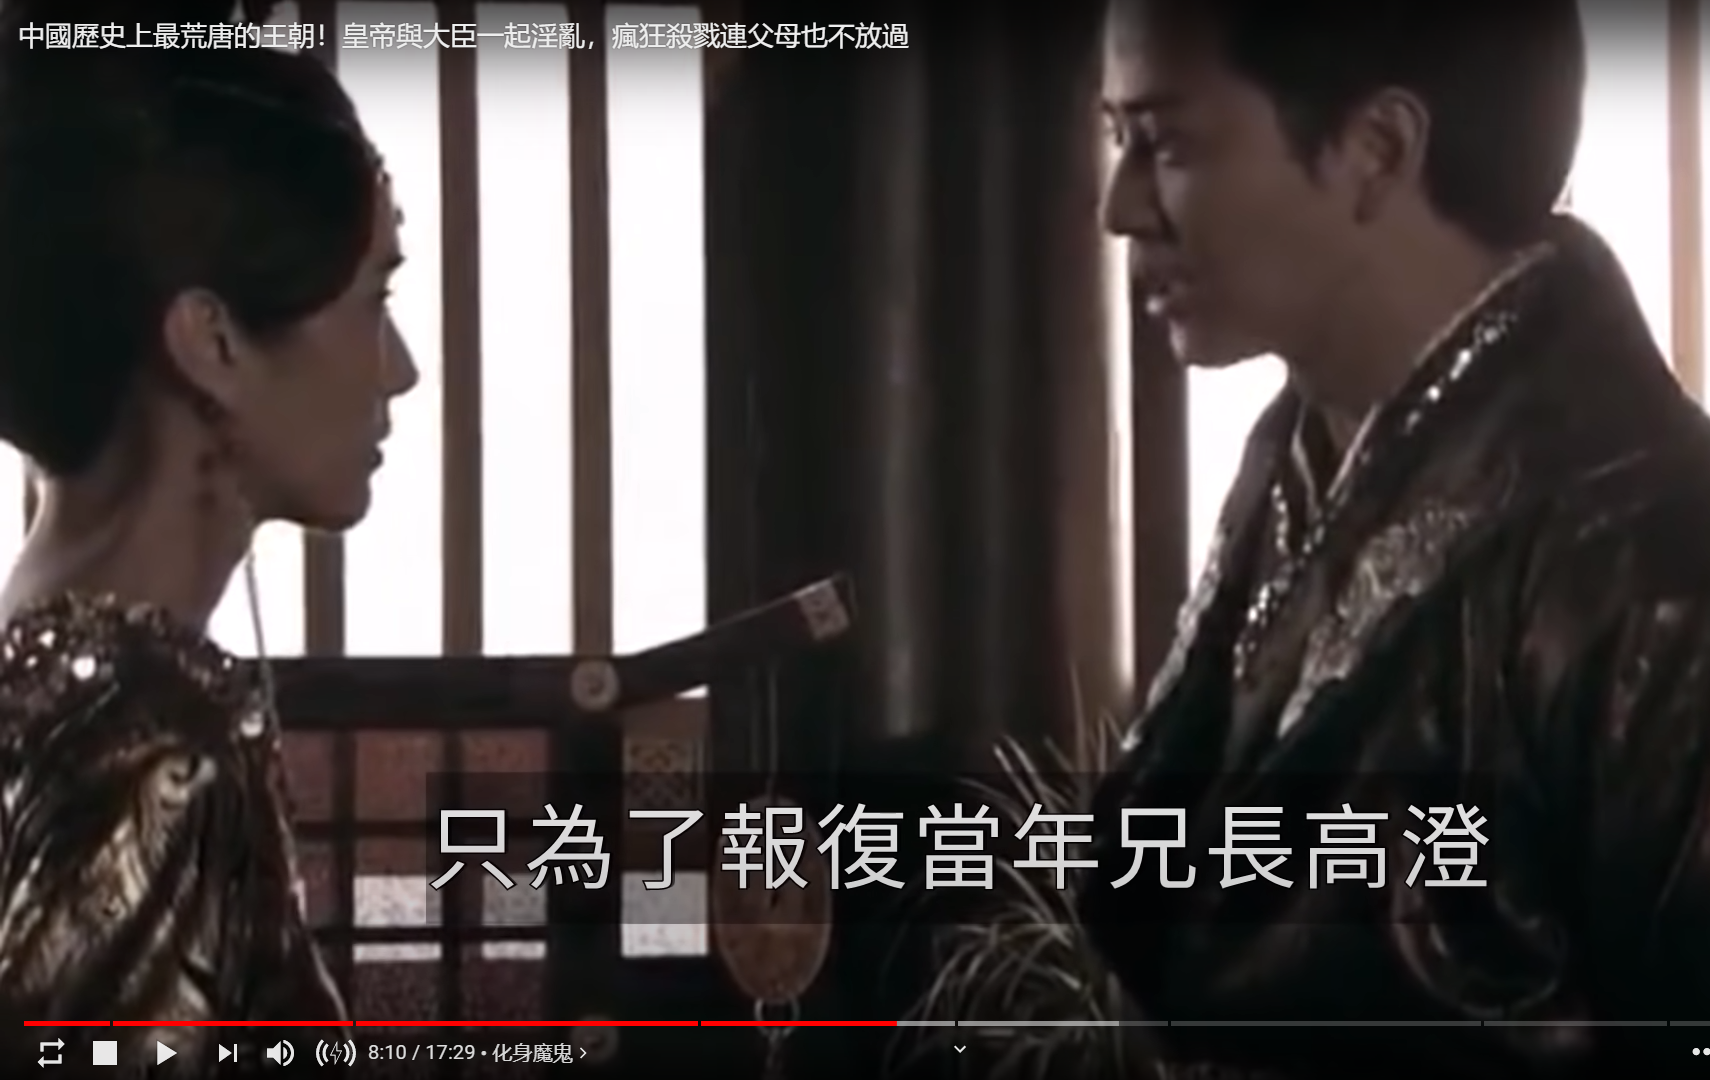 中國歷史上最荒唐的王朝！皇帝與大臣一起淫亂，瘋狂殺戮連父母也不放過
只為了報復當年兄長高澄
8:10 / 17:29 • 化身魔鬼 ›